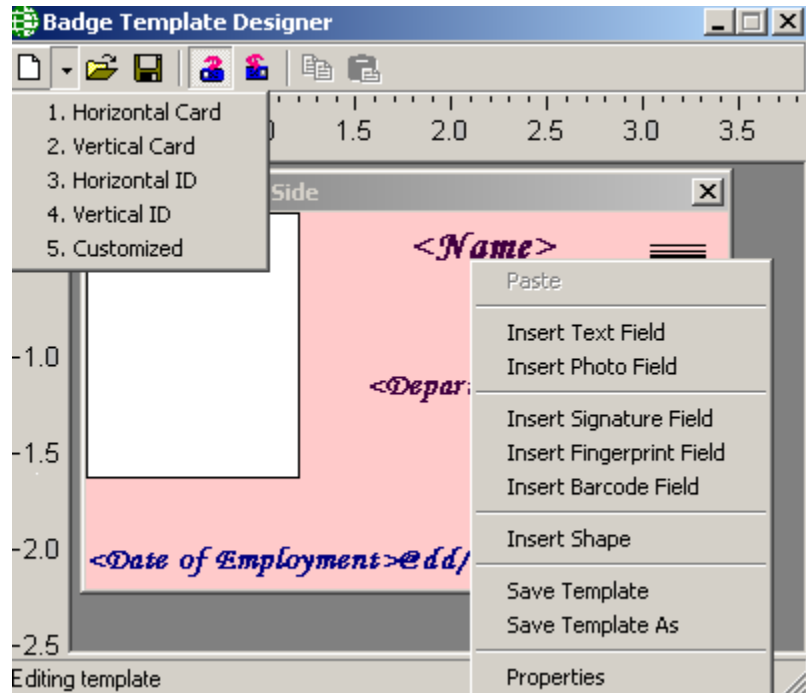 Badge Template Designer
1. Horizontal Card
2. Vertical Card
3. Horizontal ID
4. Vertical ID
5. Customized
1.5 2.0 2.5 3.0 3.5
Side
<Name>
-1.0
<Depar
-1.5
-2.0
<Date of Employment>@dd/
-2.5
Paste
Insert Text Field
Insert Photo Field
Insert Signature Field
Insert Fingerprint Field
Insert Barcode Field
Insert Shape
Save Template
Save Template As
Properties
Editing template